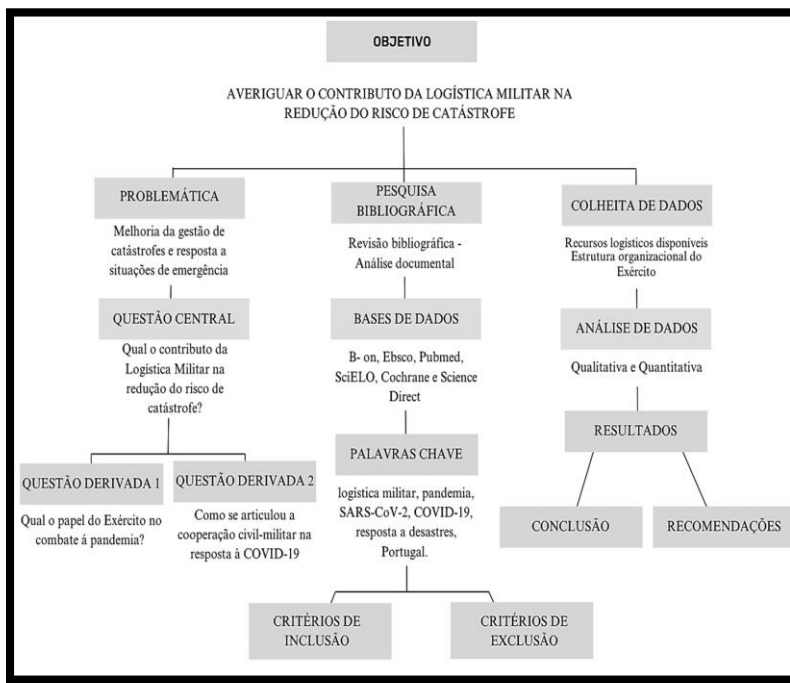 OBJETIVO
AVERIGUAR O CONTRIBUTO DA LOGÍSTICA MILITAR NA
REDUÇÃO DO RISCO DE CATÁSTROFE
PROBLEMÁTICA
Melhoria da gestão de
catástrofes e resposta a
situações de emergência
QUESTÃO CENTRAL
Qual o contributo da
Logística Militar na
redução do risco de
catástrofe?
QUESTÃO DERIVADA 1
Qual o papel do Exército no
combate á pandemia?
QUESTÃO DERIVADA 2
Como se articulou a
cooperação civil-militar na
resposta à COVID-19
PESQUISA
BIBLIOGRÁFICA
Revisão bibliográfica -
Análise documental
BASES DE DADOS
B- on, Ebsco, Pubmed,
SciELO, Cochrane e Science
Direct
PALAVRAS CHAVE
logística militar, pandemia,
SARS-CoV-2, COVID-19,
resposta a desastres,
Portugal.
CRITÉRIOS DE
INCLUSÃO
CRITÉRIOS DE
EXCLUSÃO
COLHEITA DE DADOS
Recursos logísticos disponíveis
Estrutura organizacional do
Exército
ANÁLISE DE DADOS
Qualitativa e Quantitativa
RESULTADOS
CONCLUSÃO
RECOMENDAÇÕES